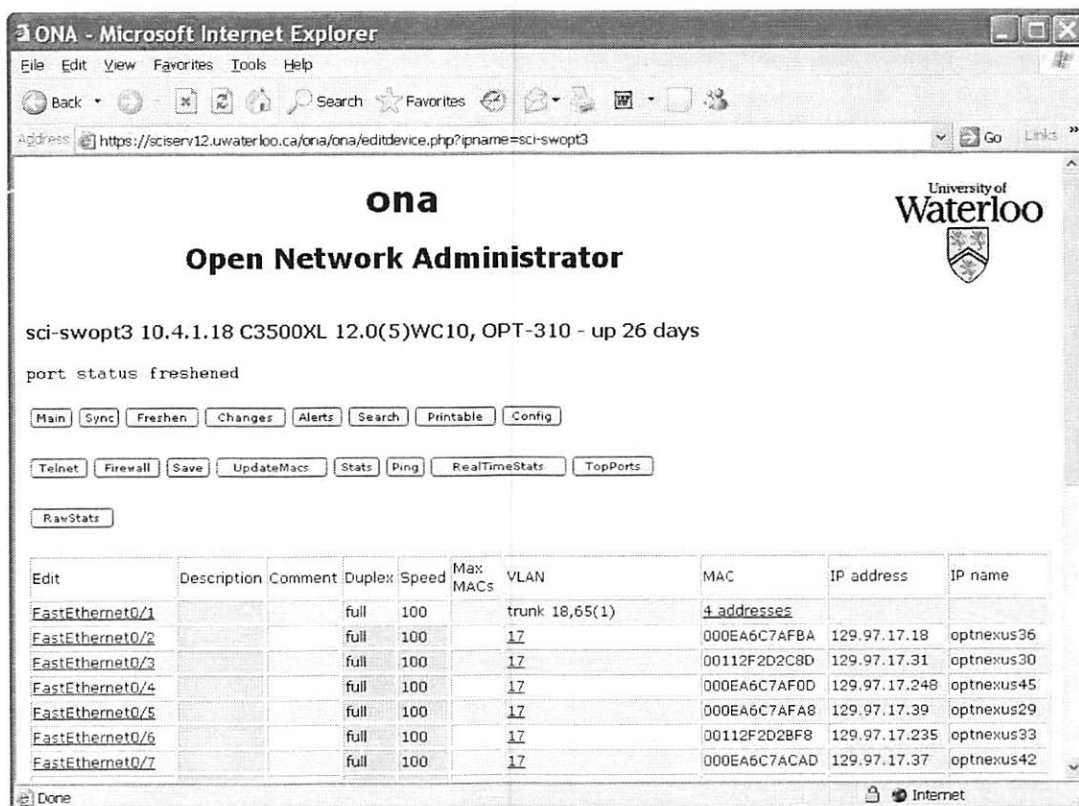 ONA - Microsoft Internet Explorer
File Edit View Favorites Tools Help
Back Search Favorites
Address https://sciserv12.uwaterloo.ca/ona/ona/editdevice.php?ipname=sci-swopt3 Go Links »
ona
University of
Waterloo
Open Network Administrator
sci-swopt3 10.4.1.18 C3500XL 12.0(5)WC10, OPT-310 - up 26 days
port status freshened
Main Sync Freshen Changes Alerts Search Printable Config
Telnet Firewall Save UpdateMacs Stats Ping RealTimeStats TopPorts
RawStats
Edit Description Comment Duplex Speed Max MACs VLAN MAC IP address IP name
FastEthernet0/1 full 100 trunk 18,65(1) 4 addresses
FastEthernet0/2 full 100 17 000EA6C7AFBA 129.97.17.18 optnexus36
FastEthernet0/3 full 100 17 00112F2D2C8D 129.97.17.31 optnexus30
FastEthernet0/4 full 100 17 000EA6C7AF0D 129.97.17.248 optnexus45
FastEthernet0/5 full 100 17 000EA6C7AFA8 129.97.17.39 optnexus29
FastEthernet0/6 full 100 17 00112F2D2BF8 129.97.17.235 optnexus33
FastEthernet0/7 full 100 17 000EA6C7ACAD 129.97.17.37 optnexus42
Done Internet